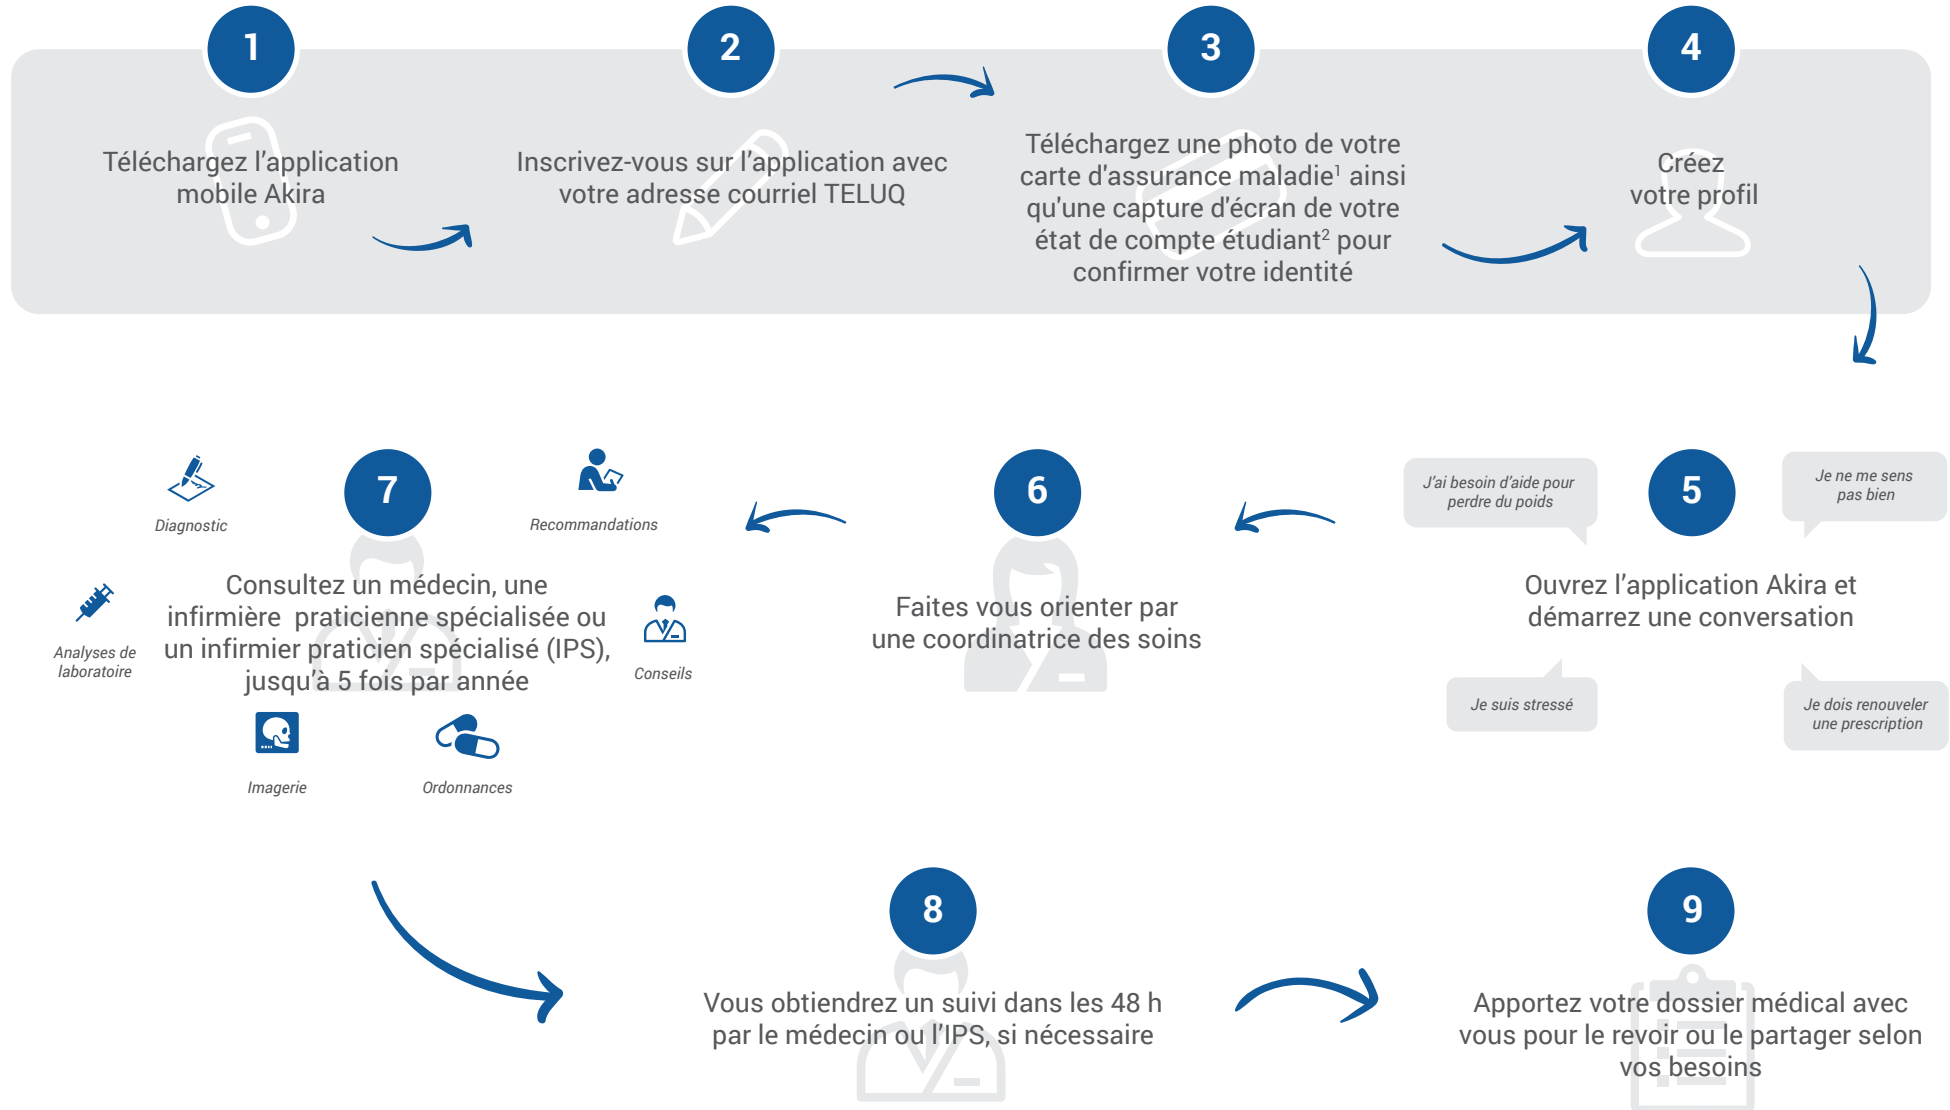 1
Téléchargez l’application
mobile Akira
2
Inscrivez-vous sur l’application avec
votre adresse courriel TELUQ
3
Téléchargez une photo de votre
carte d'assurance maladie¹ ainsi
qu'une capture d'écran de votre
état de compte étudiant² pour
confirmer votre identité
4
Créez
votre profil
5
J’ai besoin d’aide pour
perdre du poids
Je ne me sens
pas bien
Ouvrez l’application Akira et
démarrez une conversation
Je suis stressé
Je dois renouveler
une prescription
6
Faites vous orienter par
une coordinatrice des soins
7
Diagnostic
Recommandations
Consultez un médecin, une
infirmière praticienne spécialisée ou
un infirmier praticien spécialisé (IPS),
jusqu’à 5 fois par année
Analyses de
laboratoire
Conseils
Imagerie
Ordonnances
8
Vous obtiendrez un suivi dans les 48 h
par le médecin ou l’IPS, si nécessaire
9
Apportez votre dossier médical avec
vous pour le revoir ou le partager selon
vos besoins